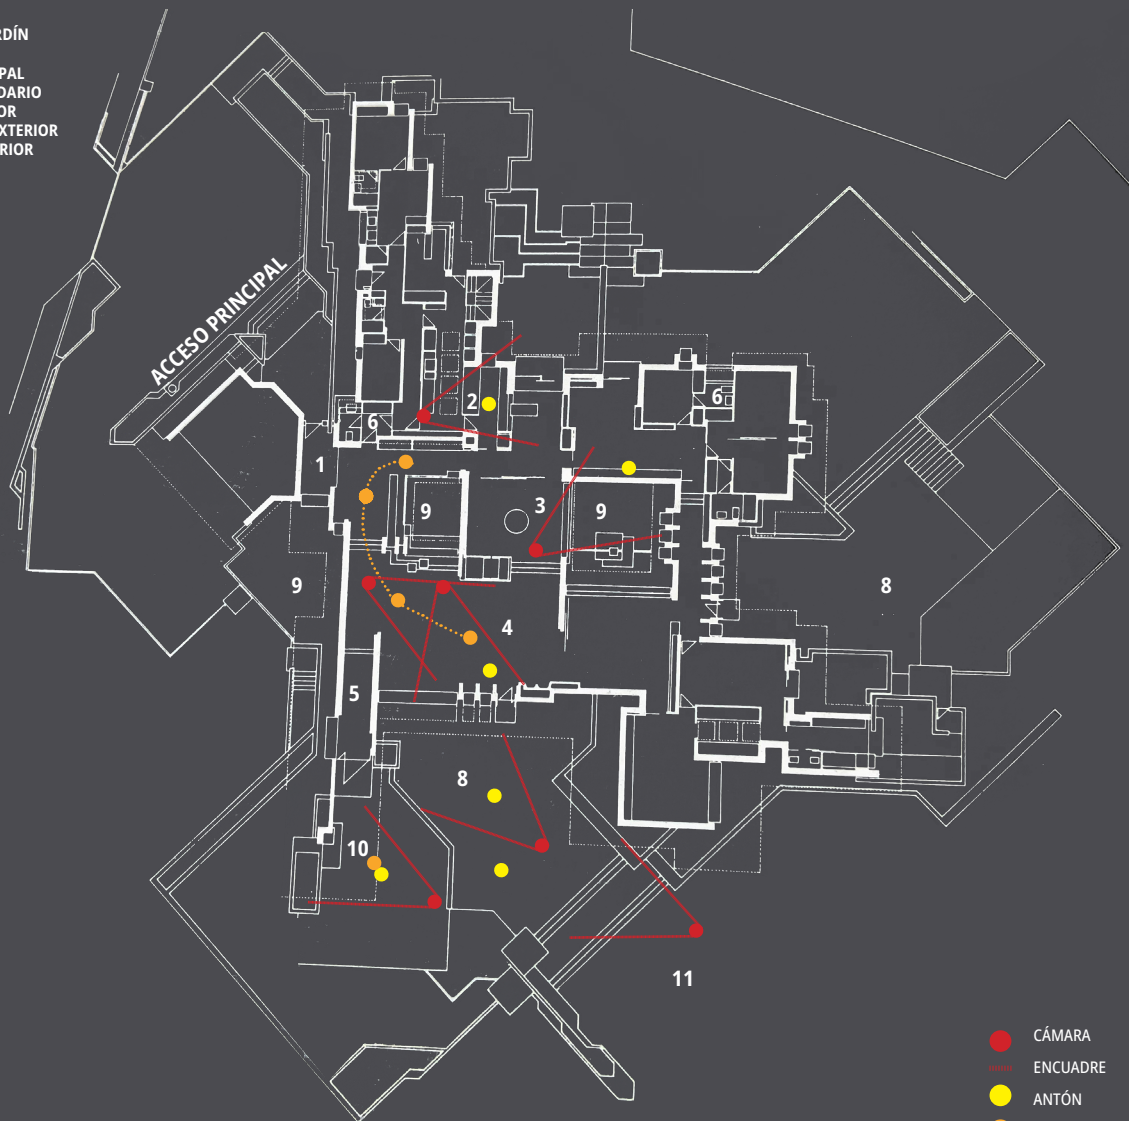 RDÍN
PAL
DARIO
OR
XTERIOR
RIOR
ACCESO PRINCIPAL
2
6
6
1
3
9
9
9
8
4
5
8
10
11
CÁMARA
ENCUADRE
ANTÓN